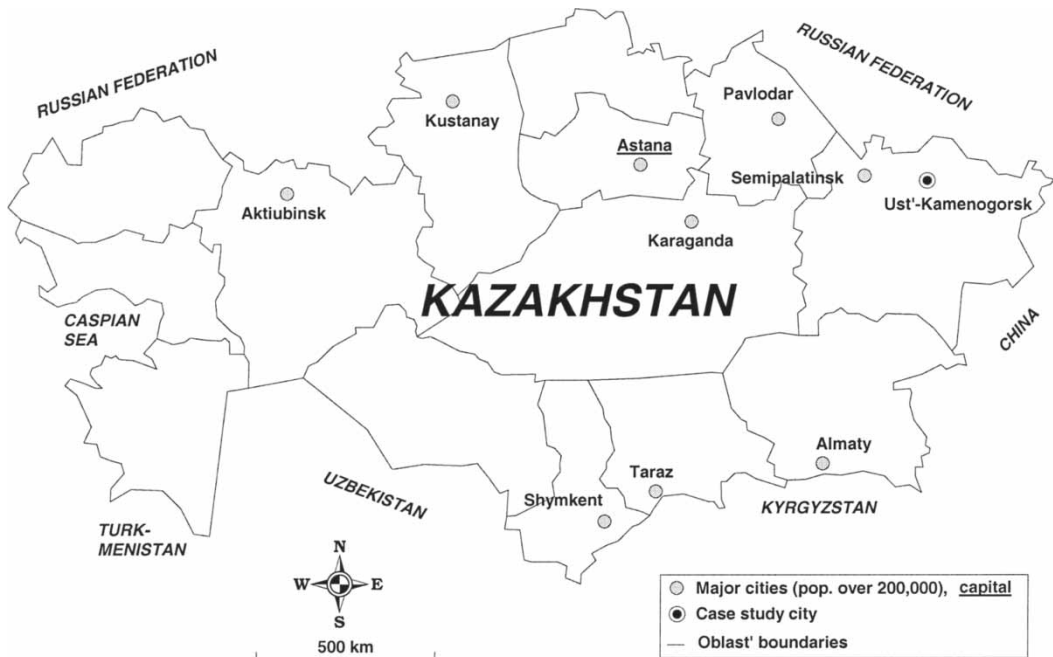 RUSSIAN FEDERATION
RUSSIAN FEDERATION
Pavlodar
Kustanay
Astana
Semipalatinsk
Aktiubinsk
Ust'-Kamenogorsk
Karaganda
KAZAKHSTAN
CASPIAN
SEA
CHINA
Almaty
Taraz
UZBEKISTAN
Shymkent
KYRGYZSTAN
TURK-
MENISTAN
N
W E
S
500 km
Major cities (pop. over 200,000), capital
Case study city
Oblast' boundaries